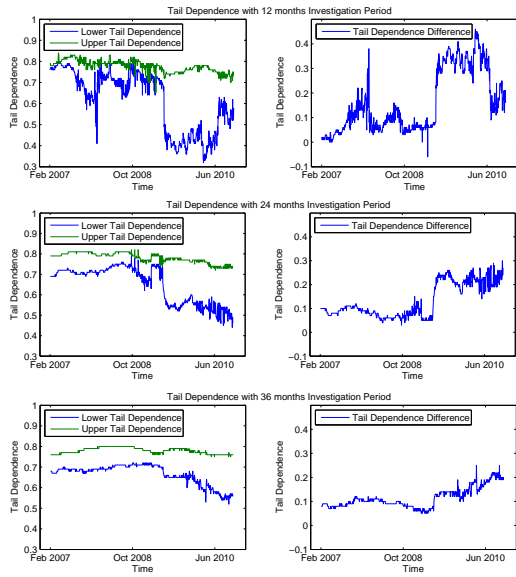 Tail Dependence with 12 months Investigation Period
Lower Tail Dependence
Upper Tail Dependence
Tail Dependence
1
0.9
0.8
0.7
0.6
0.5
0.4
0.3
Feb 2007
Oct 2008
Jun 2010
Time
Tail Dependence Difference
Tail Dependence
0.4
0.3
0.2
0.1
0
−0.1
Feb 2007
Oct 2008
Jun 2010
Time
Tail Dependence with 24 months Investigation Period
Lower Tail Dependence
Upper Tail Dependence
Tail Dependence
1
0.9
0.8
0.7
0.6
0.5
0.4
0.3
Feb 2007
Oct 2008
Jun 2010
Time
Tail Dependence Difference
Tail Dependence
0.4
0.3
0.2
0.1
0
−0.1
Feb 2007
Oct 2008
Jun 2010
Time
Tail Dependence with 36 months Investigation Period
Lower Tail Dependence
Upper Tail Dependence
Tail Dependence
1
0.9
0.8
0.7
0.6
0.5
0.4
0.3
Feb 2007
Oct 2008
Jun 2010
Time
Tail Dependence Difference
Tail Dependence
0.4
0.3
0.2
0.1
0
−0.1
Feb 2007
Oct 2008
Jun 2010
Time